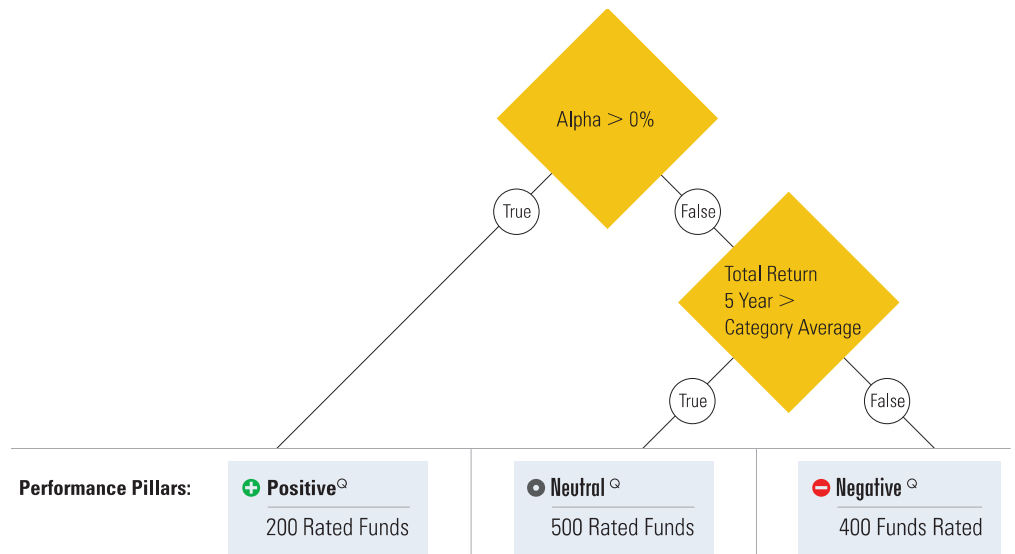 Alpha > 0%
True
False
Total Return
5 Year >
Category Average
True
False
Performance Pillars:
Positive Q
200 Rated Funds
Neutral Q
500 Rated Funds
Negative Q
400 Funds Rated